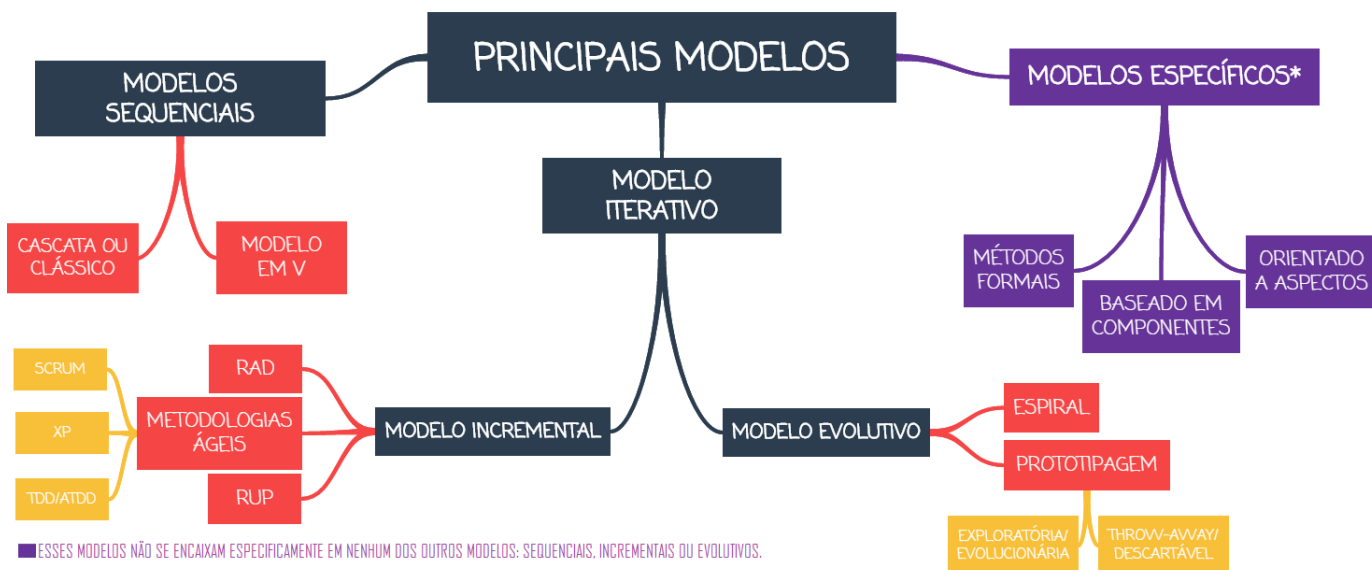 PRINCIPAIS MODELOS
MODELOS
SEQUENCIAIS
MODELOS ESPECÍFICOS*
MODELO
ITERATIVO
CASCATA OU
CLÁSSICO
MODELO
EM V
MÉTODOS
FORMAIS
BASEADO EM
COMPONENTES
ORIENTADO
A ASPECTOS
SCRUM
XP
TDD/ATDD
RAD
METODOLOGIAS
ÁGEIS
RUP
MODELO INCREMENTAL
MODELO EVOLUTIVO
ESPIRAL
PROTOTIPAGEM
EXPLORATÓRIA/
EVOLUCIONÁRIA
THROW-AWAY/
DESCARTÁVEL
ESSES MODELOS NÃO SE ENCAIXAM ESPECIFICAMENTE EM NENHUM DOS OUTROS MODELOS: SEQUENCIAIS, INCREMENTAIS OU EVOLUTIVOS.